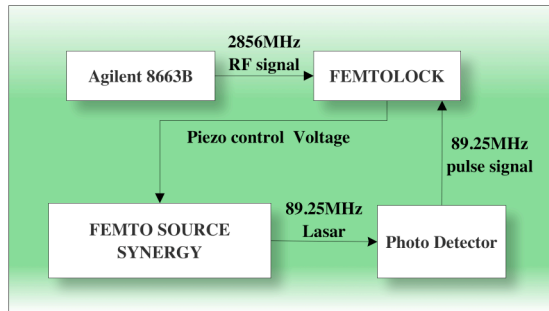 2856MHz
RF signal
Agilent 8663B
FEMTOLOCK
Piezo control Voltage
89.25MHz
pulse signal
FEMTO SOURCE
SYNERGY
89.25MHz
Lasar
Photo Detector